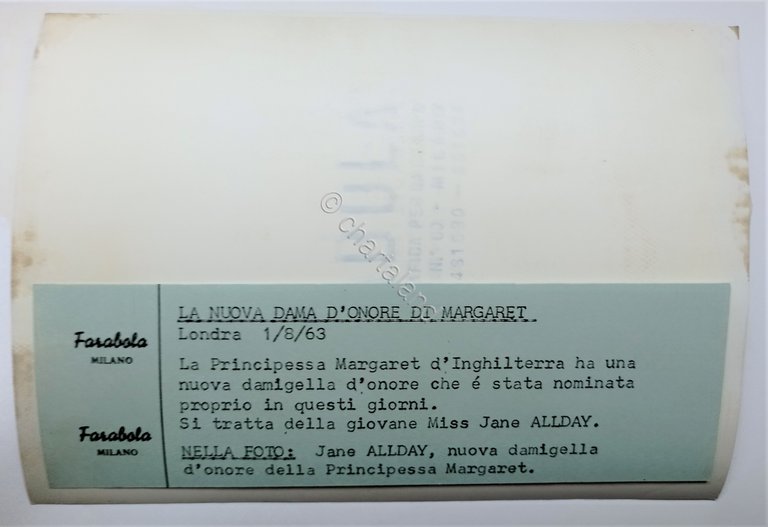 LA NUOVA DAMA D'ONORE DI MARGARET
Londra 1/8/63
La Principessa Margaret d'Inghilterra ha una
nuova damigella d'onore che é stata nominata
proprio in questi giorni.
Si tratta della giovane Miss Jane ALLDAY.
NELLA FOTO: Jane ALLDAY, nuova damigella
d'onore della Principessa Margaret.
Farabola
MILANO
Farabola
MILANO